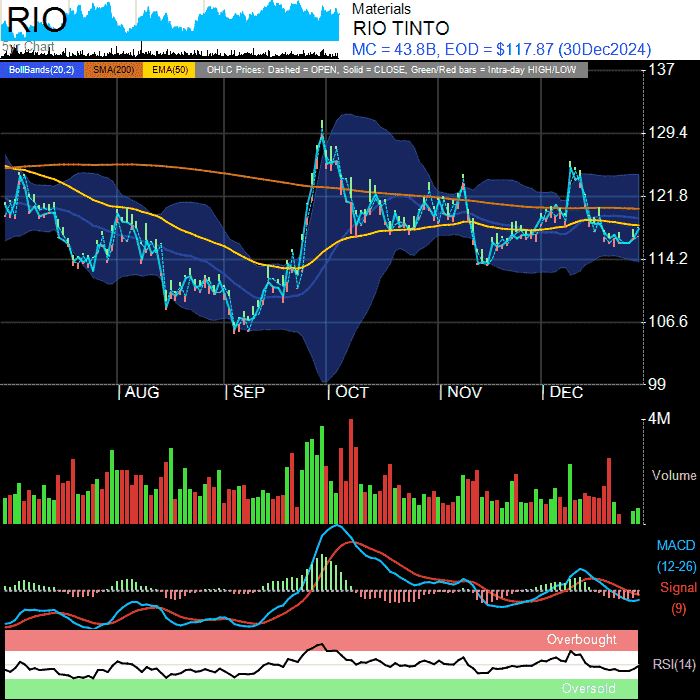 RIO
Chart
Materials
RIO TINTO
MC = 43.8B, EOD = $117.87 (30Dec2024)
BollBands(20,2) SMA(200) EMA(50) OHLC Prices: Dashed = OPEN, Solid = CLOSE, Green/Red bars = Intra-day HIGH/LOW
137
129.4
121.8
114.2
106.6
99
| AUG | SEP | OCT | NOV | DEC
4M
Volume
MACD
(12-26)
Signal
(9)
Overbought
RSI(14)
Oversold